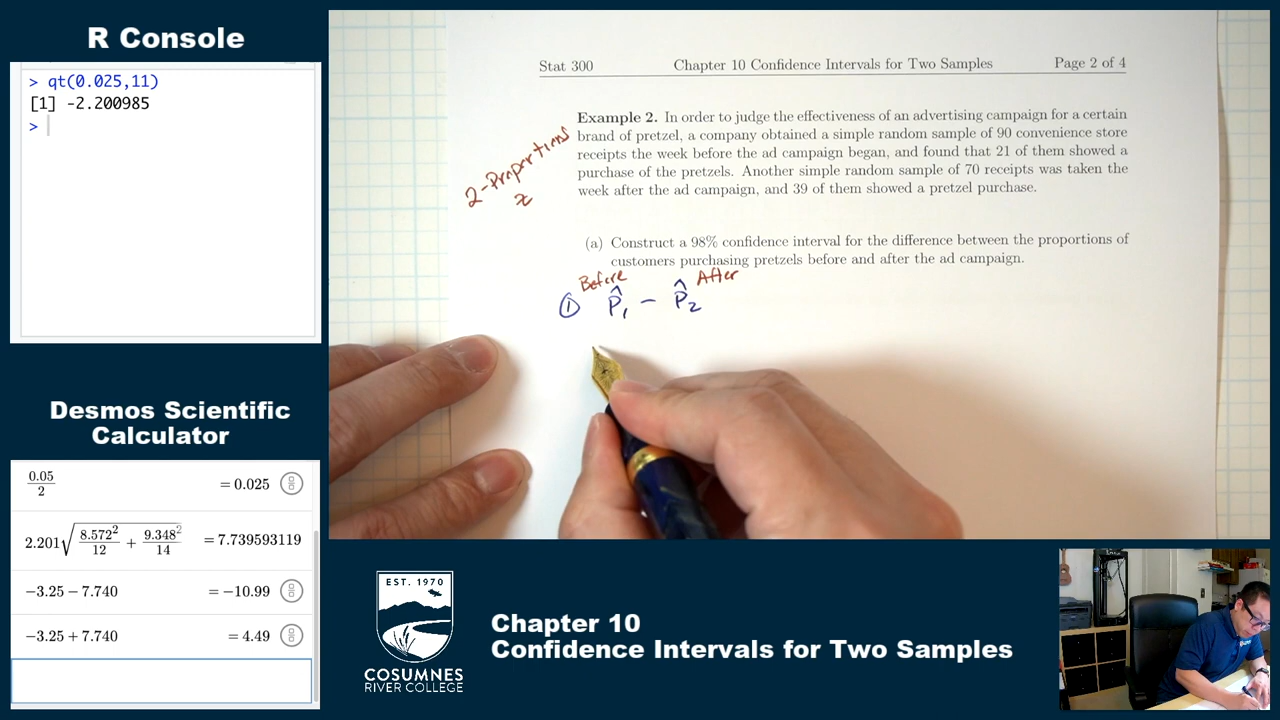 R Console
> qt(0.025,11)
[1] -2.200985
>
Desmos Scientific
Calculator
0.05/2 = 0.025
2.201√(8.572²/12 + 9.348²/14) = 7.739593119
−3.25 − 7.740 = −10.99
−3.25 + 7.740 = 4.49
Stat 300 Chapter 10 Confidence Intervals for Two Samples Page 2 of 4
Example 2. In order to judge the effectiveness of an advertising campaign for a certain
brand of pretzel, a company obtained a simple random sample of 90 convenience store
receipts the week before the ad campaign began, and found that 21 of them showed a
purchase of the pretzels. Another simple random sample of 70 receipts was taken the
week after the ad campaign, and 39 of them showed a pretzel purchase.
2-Proportions
z
(a) Construct a 98% confidence interval for the difference between the proportions of
customers purchasing pretzels before and after the ad campaign.
Before After
① p̂₁ − p̂₂
EST. 1970
COSUMNES
RIVER COLLEGE
Chapter 10
Confidence Intervals for Two Samples